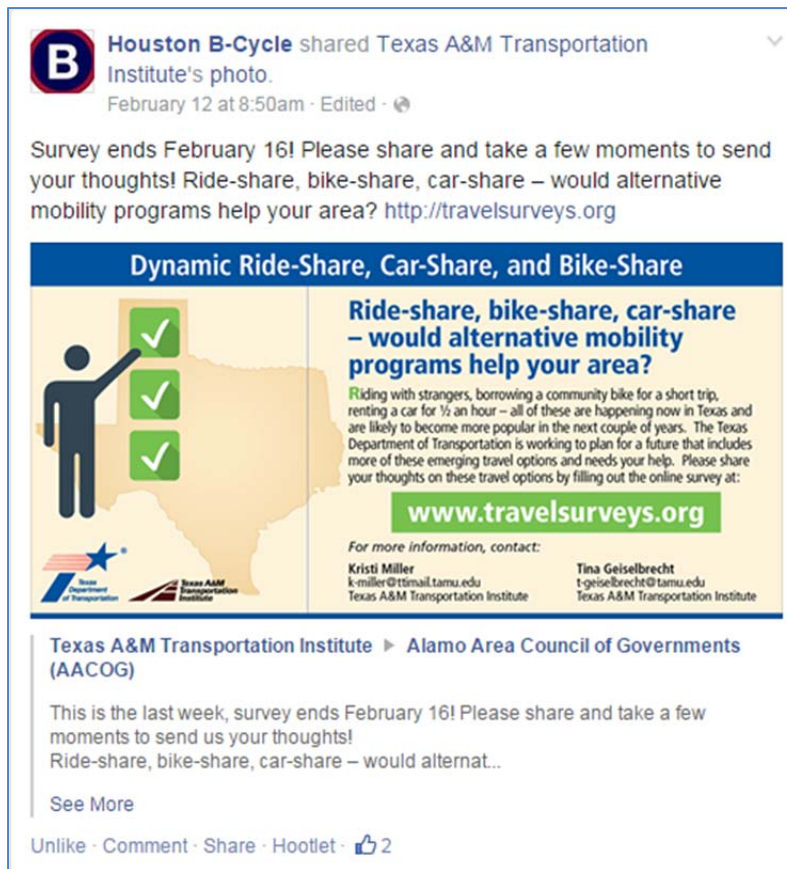 B
Houston B-Cycle shared Texas A&M Transportation
Institute's photo.
February 12 at 8:50am · Edited ·
Survey ends February 16! Please share and take a few moments to send
your thoughts! Ride-share, bike-share, car-share – would alternative
mobility programs help your area? http://travelsurveys.org
Dynamic Ride-Share, Car-Share, and Bike-Share
Ride-share, bike-share, car-share
– would alternative mobility
programs help your area?
Riding with strangers, borrowing a community bike for a short trip,
renting a car for ½ an hour – all of these are happening now in Texas and
are likely to become more popular in the next couple of years. The Texas
Department of Transportation is working to plan for a future that includes
more of these emerging travel options and needs your help. Please share
your thoughts on these travel options by filling out the online survey at:
www.travelsurveys.org
For more information, contact:
Kristi Miller
k-miller@ttimail.tamu.edu
Texas A&M Transportation Institute
Tina Geiselbrecht
t-geiselbrecht@tamu.edu
Texas A&M Transportation Institute
Texas
Department
of Transportation
Texas A&M
Transportation
Institute
Texas A&M Transportation Institute ▶ Alamo Area Council of Governments
(AACOG)
This is the last week, survey ends February 16! Please share and take a few
moments to send us your thoughts!
Ride-share, bike-share, car-share – would alternat...
See More
Unlike · Comment · Share · Hootlet · 2